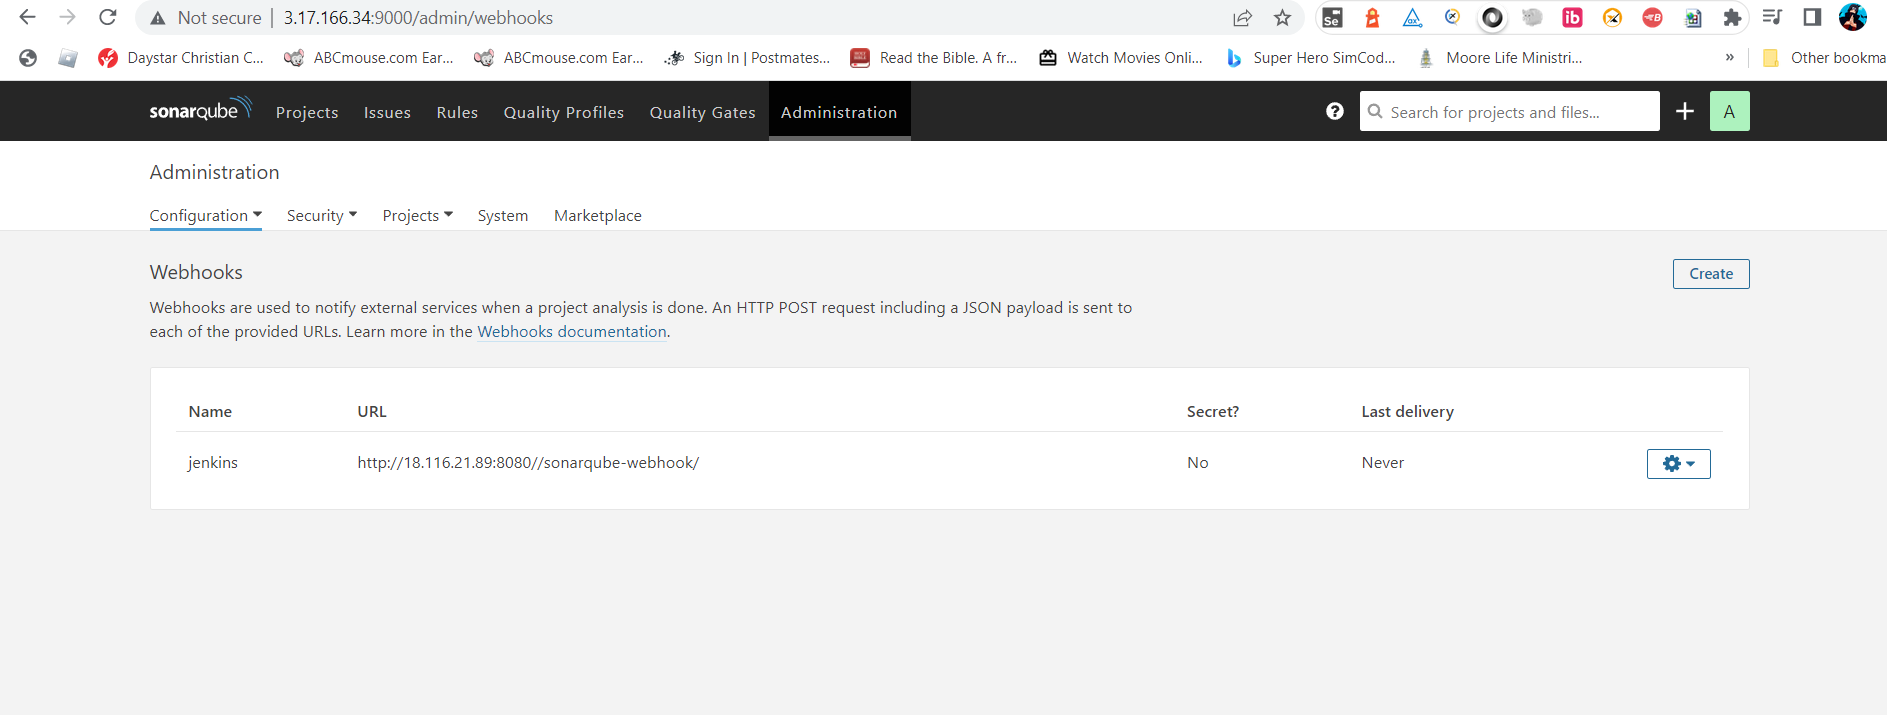 Not secure | 3.17.166.34:9000/admin/webhooks
Daystar Christian C... ABCmouse.com Ear... ABCmouse.com Ear... Sign In | Postmates... Read the Bible. A fr... Watch Movies Onli... Super Hero SimCod... Moore Life Ministri... » Other bookma
sonarqube Projects Issues Rules Quality Profiles Quality Gates Administration ? Search for projects and files... + A
Administration
Configuration Security Projects System Marketplace
Webhooks
Create
Webhooks are used to notify external services when a project analysis is done. An HTTP POST request including a JSON payload is sent to
each of the provided URLs. Learn more in the Webhooks documentation.
Name URL Secret? Last delivery
jenkins http://18.116.21.89:8080//sonarqube-webhook/ No Never